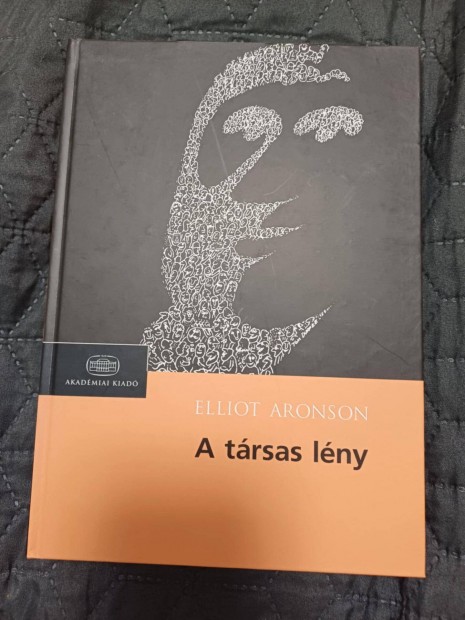 AKADÉMIAI KIADÓ
ELLIOT ARONSON
A társas lény